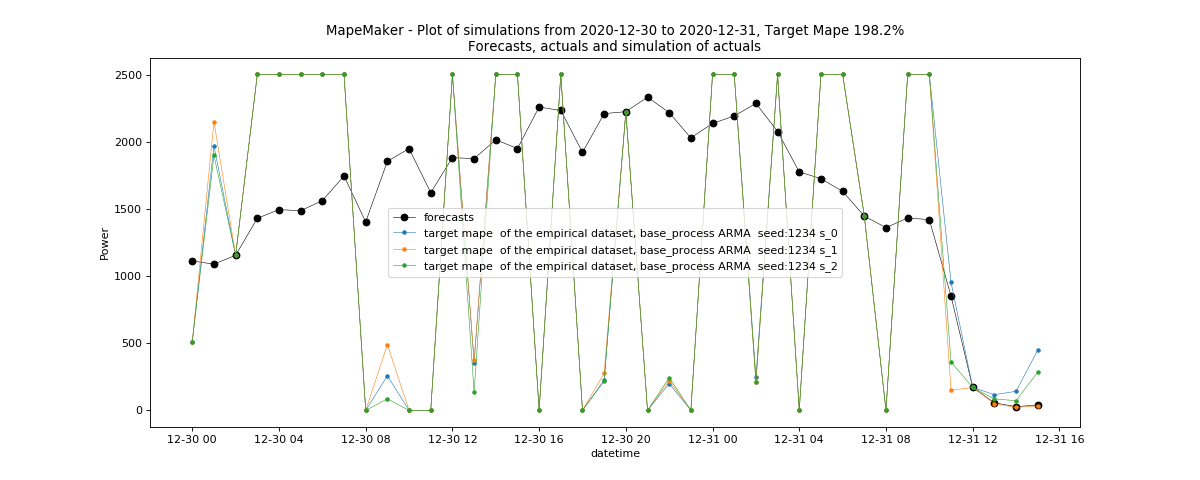 MapeMaker - Plot of simulations from 2020-12-30 to 2020-12-31, Target Mape 198.2%
Forecasts, actuals and simulation of actuals
2500
2000
1500
1000
500
0
Power
forecasts
target mape  of the empirical dataset, base_process ARMA  seed:1234 s_0
target mape  of the empirical dataset, base_process ARMA  seed:1234 s_1
target mape  of the empirical dataset, base_process ARMA  seed:1234 s_2
12-30 00 12-30 04 12-30 08 12-30 12 12-30 16 12-30 20 12-31 00 12-31 04 12-31 08 12-31 12 12-31 16
datetime